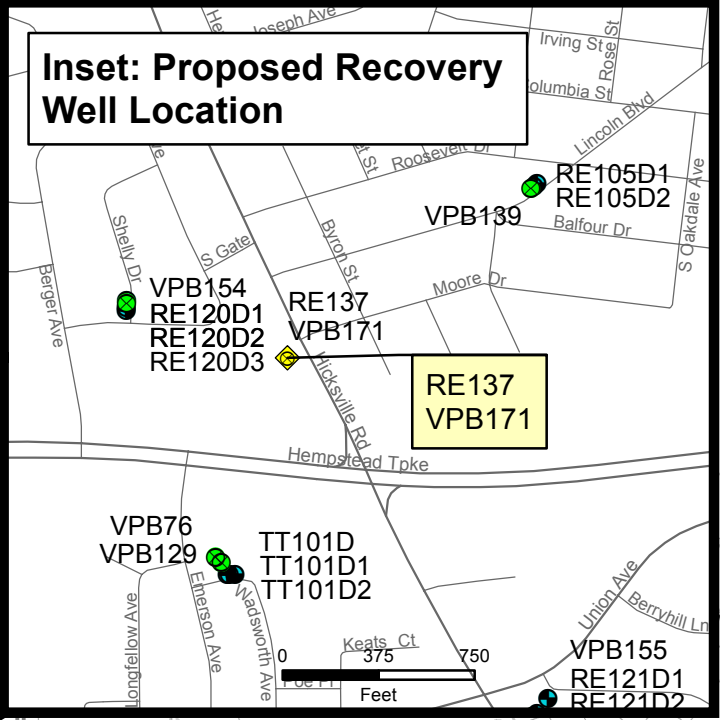 Joseph Ave
Inset: Proposed Recovery
Well Location
Irving St
Rose St
Columbia St
Lincoln Blvd
Roosevelt Dr
RE105D1
RE105D2
VPB139
Balfour Dr
S Oakdale Ave
Shelly Dr
S Gate
Byron St
Berger Ave
Moore Dr
VPB154
RE120D1
RE120D2
RE120D3
RE137
VPB171
Hicksville Rd
RE137
VPB171
Hempstead Tpke
VPB76
VPB129
TT101D
TT101D1
TT101D2
Longfellow Ave
Emerson Ave
Wadsworth Ave
Union Ave
Berryhill Ln
Keats Ct
0 375 750
Feet
VPB155
RE121D1
RE121D2